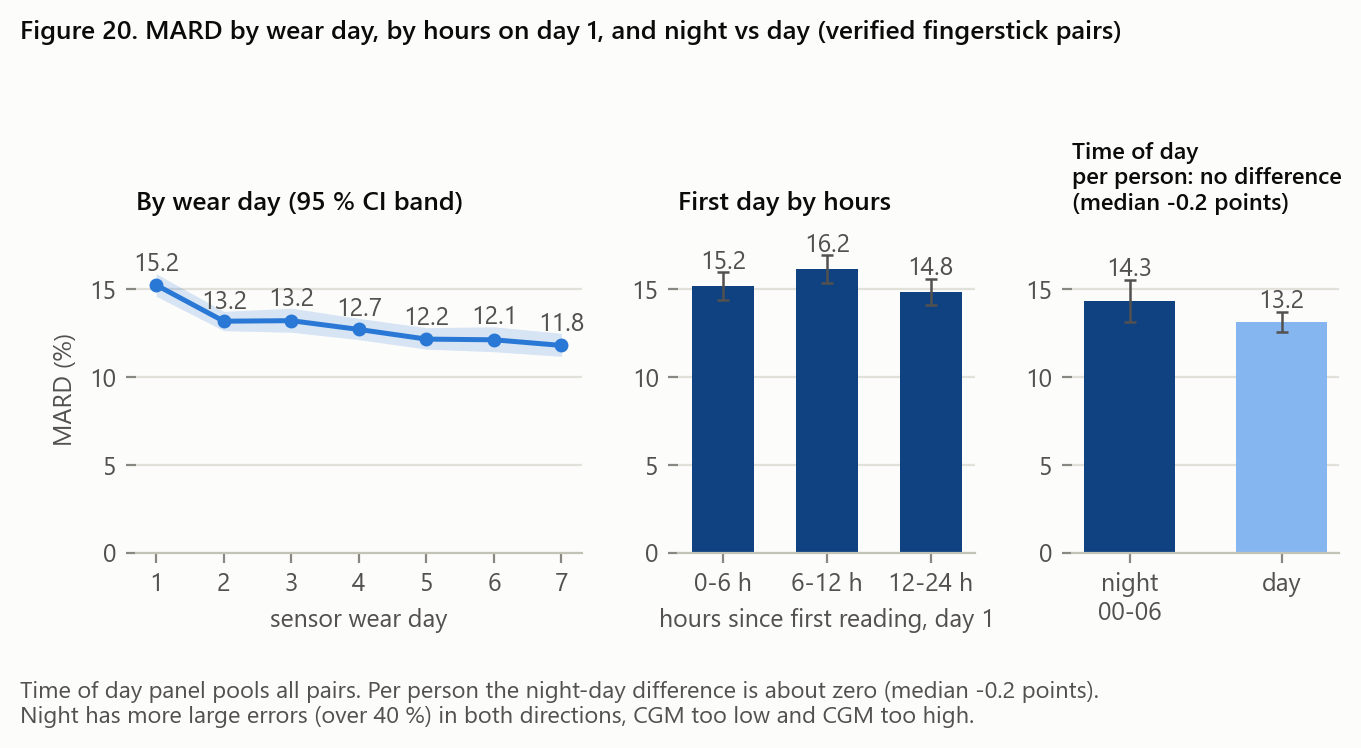 Figure 20. MARD by wear day, by hours on day 1, and night vs day (verified fingerstick pairs)
By wear day (95 % CI band)
MARD (%)
15
10
5
0
15.2
13.2
13.2
12.7
12.2
12.1
11.8
1 2 3 4 5 6 7
sensor wear day
First day by hours
15
10
5
0
15.2
16.2
14.8
0-6 h 6-12 h 12-24 h
hours since first reading, day 1
Time of day
per person: no difference
(median -0.2 points)
15
10
5
0
14.3
13.2
night day
00-06
Time of day panel pools all pairs. Per person the night-day difference is about zero (median -0.2 points).
Night has more large errors (over 40 %) in both directions, CGM too low and CGM too high.